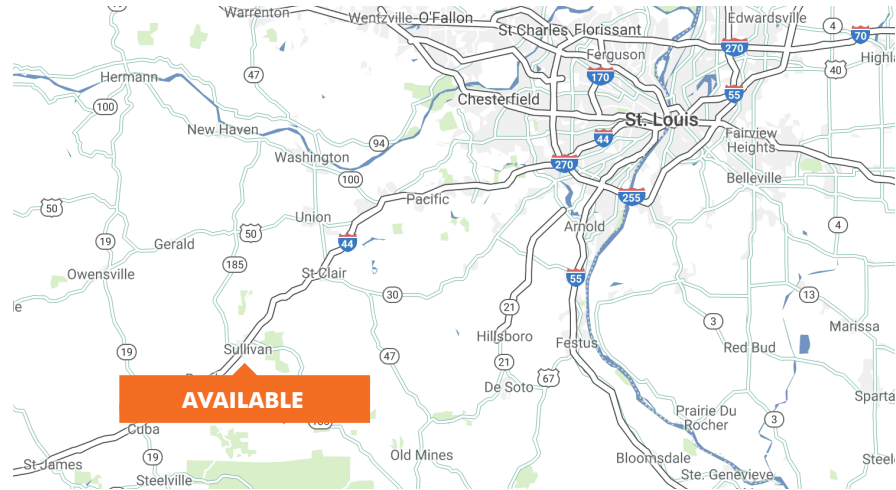 Warrenton
Wentzville
O'Fallon
Edwardsville
St Charles
Florissant
4
70
270
Ferguson
47
170
40
Hermann
Chesterfield
55
100
St. Louis
New Haven
44
Fairview
Heights
94
Washington
270
100
Belleville
Pacific
255
50
Union
Arnold
4
50
19
Gerald
44
185
St Clair
Owensville
55
30
13
21
3
Marissa
Hillsboro
Festus
Sullivan
Red Bud
19
47
21
67
De Soto
AVAILABLE
Prairie Du
Rocher
3
Cuba
Old Mines
Bloomsdale
19
St James
Ste. Genevieve
Steelville